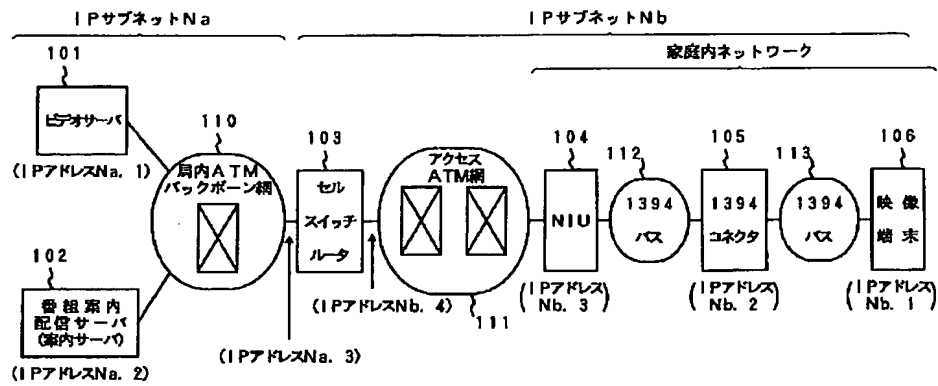 IPサブネットNa
IPサブネットNb
家庭内ネットワーク
101
ビデオサーバ
(IPアドレスNa. 1)
110
局内ATM
バックボーン網
102
番組案内
配信サーバ
(案内サーバ)
(IPアドレスNa. 2)
(IPアドレスNa. 3)
103
セル
スイッチ
ルータ
(IPアドレスNb. 4)
アクセス
ATM網
111
104
NIU
(IPアドレス
Nb. 3)
112
1394
バス
105
1394
コネクタ
(IPアドレス
Nb. 2)
113
1394
バス
106
映像
端末
(IPアドレス
Nb. 1)